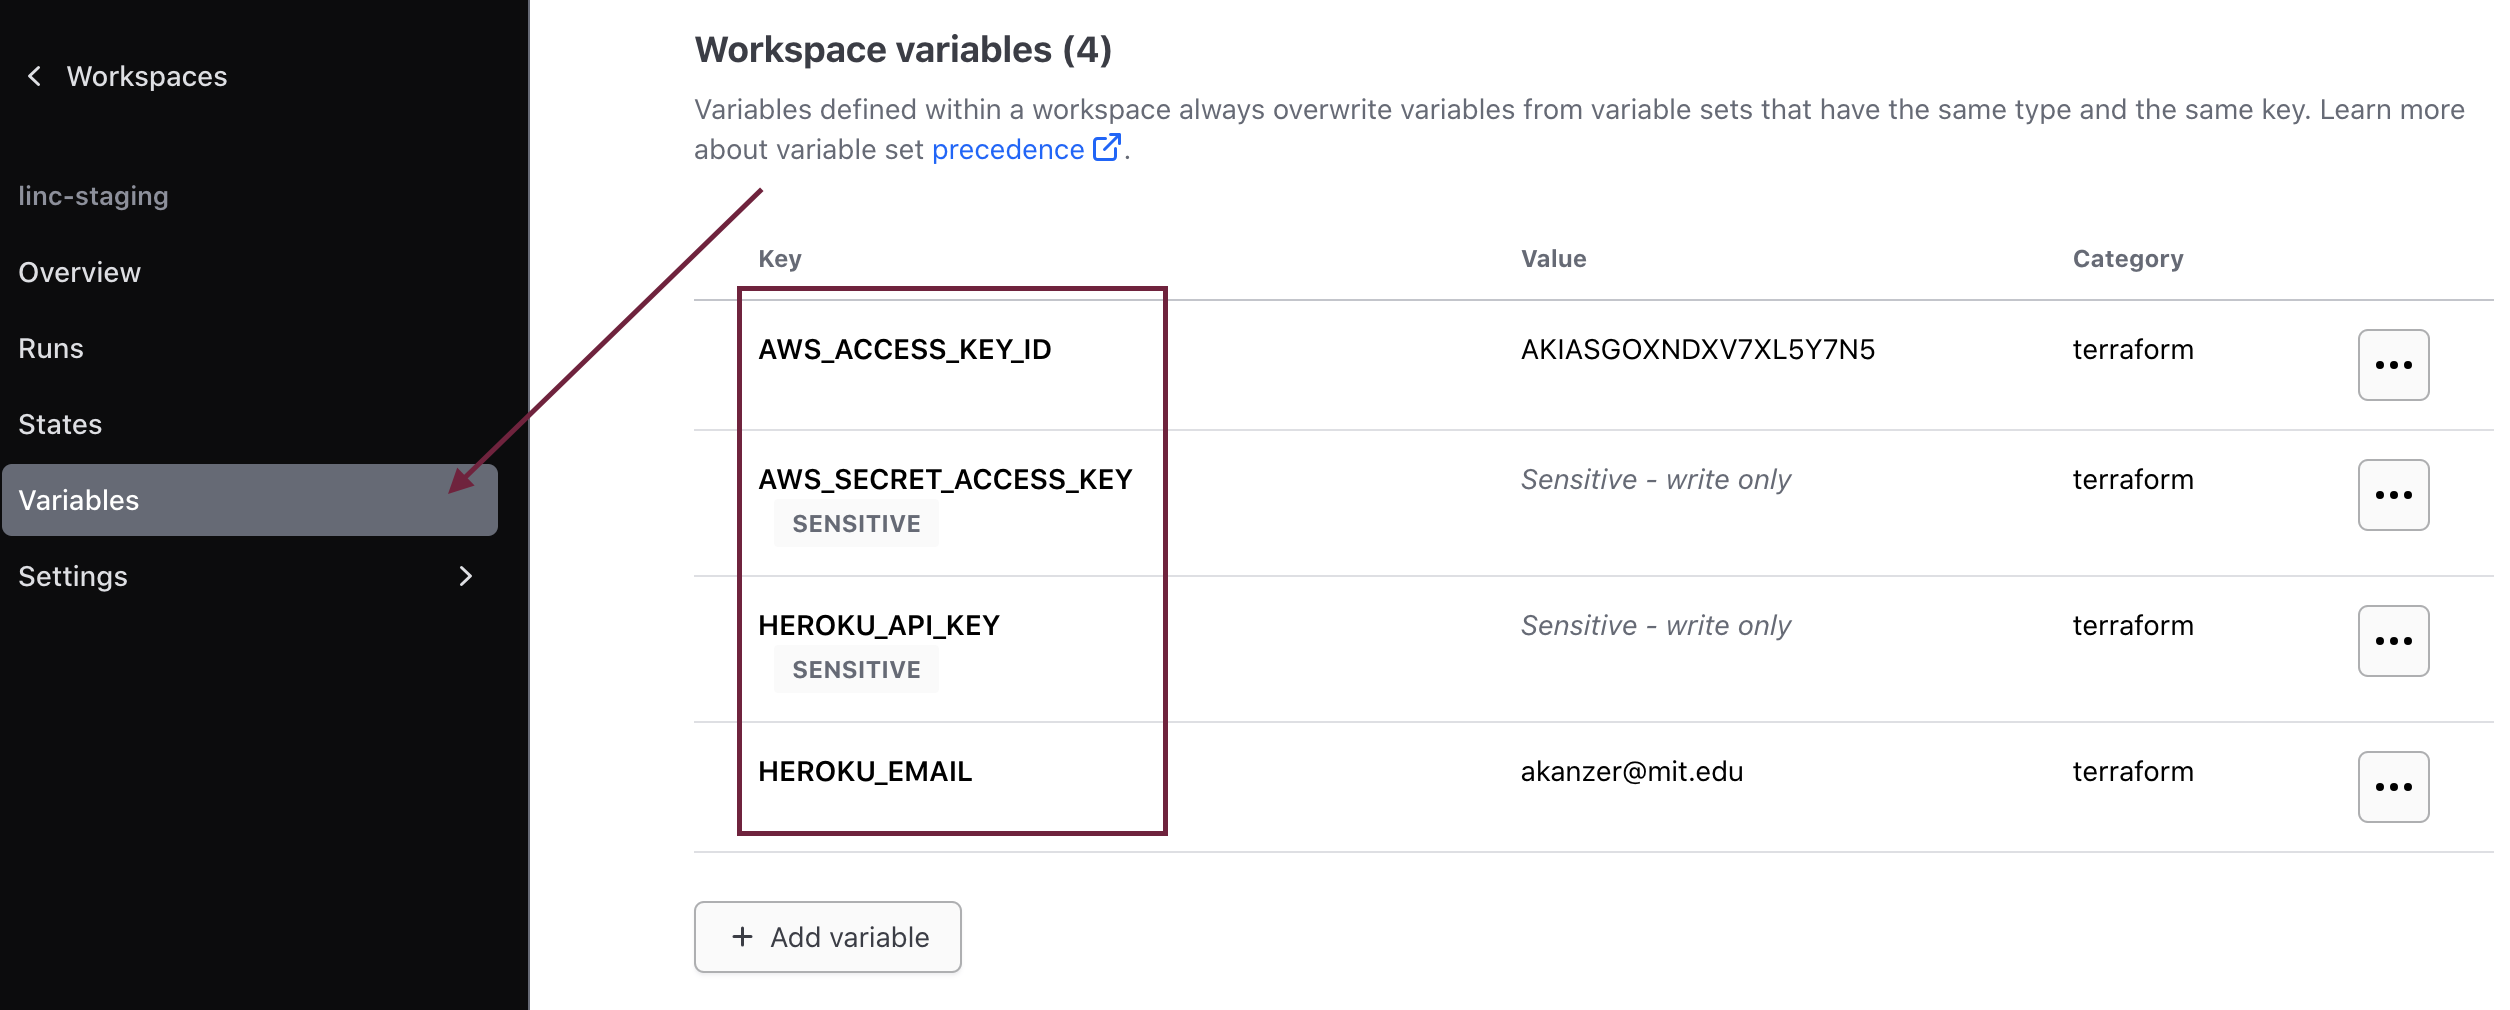 Workspaces
linc-staging
Overview
Runs
States
Variables
Settings
Workspace variables (4)
Variables defined within a workspace always overwrite variables from variable sets that have the same type and the same key. Learn more
about variable set precedence .
Key Value Category
AWS_ACCESS_KEY_ID AKIASGOXNDXV7XL5Y7N5 terraform
AWS_SECRET_ACCESS_KEY Sensitive - write only terraform
SENSITIVE
HEROKU_API_KEY Sensitive - write only terraform
SENSITIVE
HEROKU_EMAIL akanzer@mit.edu terraform
+ Add variable